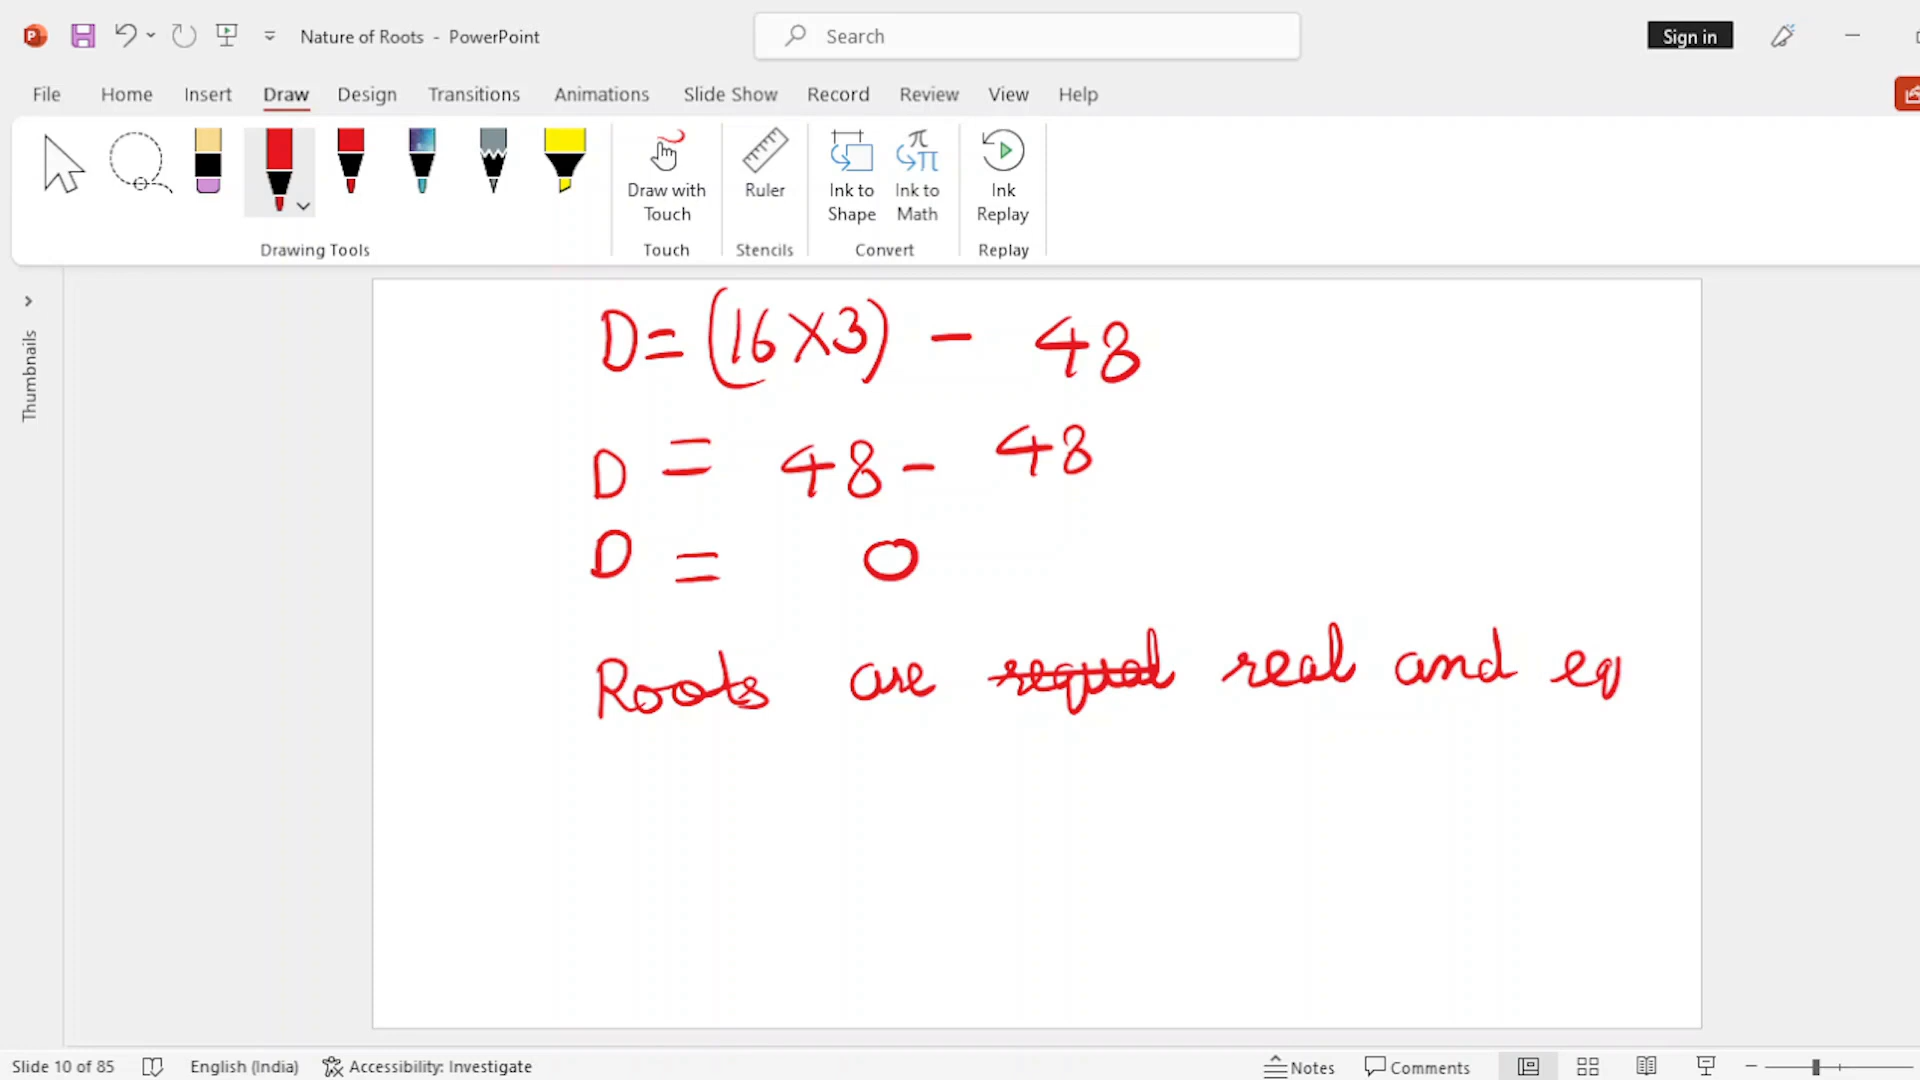 Nature of Roots - PowerPoint
Search
Sign in
File Home Insert Draw Design Transitions Animations Slide Show Record Review View Help
Draw with Touch
Ruler
Ink to Shape
Ink to Math
Ink Replay
Drawing Tools Touch Stencils Convert Replay
Thumbnails
D = (16 × 3) - 48
D = 48 - 48
D = 0
Roots are real and eq
Slide 10 of 85 English (India) Accessibility: Investigate Notes Comments